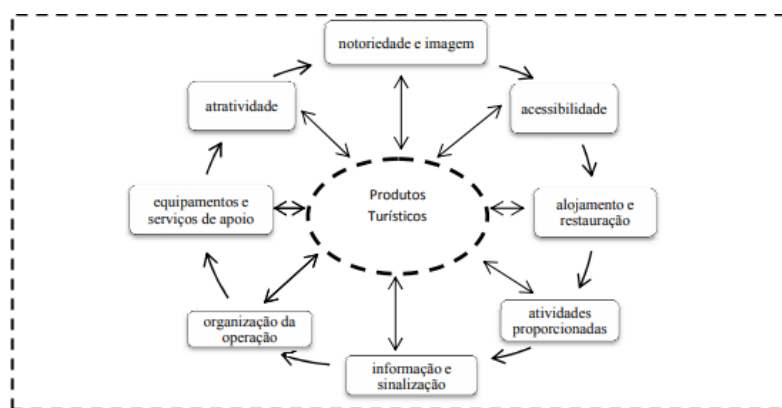 notoriedade e imagem
atratividade
acessibilidade
Produtos
Turísticos
equipamentos e
serviços de apoio
alojamento e
restauração
organização da
operação
atividades
proporcionadas
informação e
sinalização